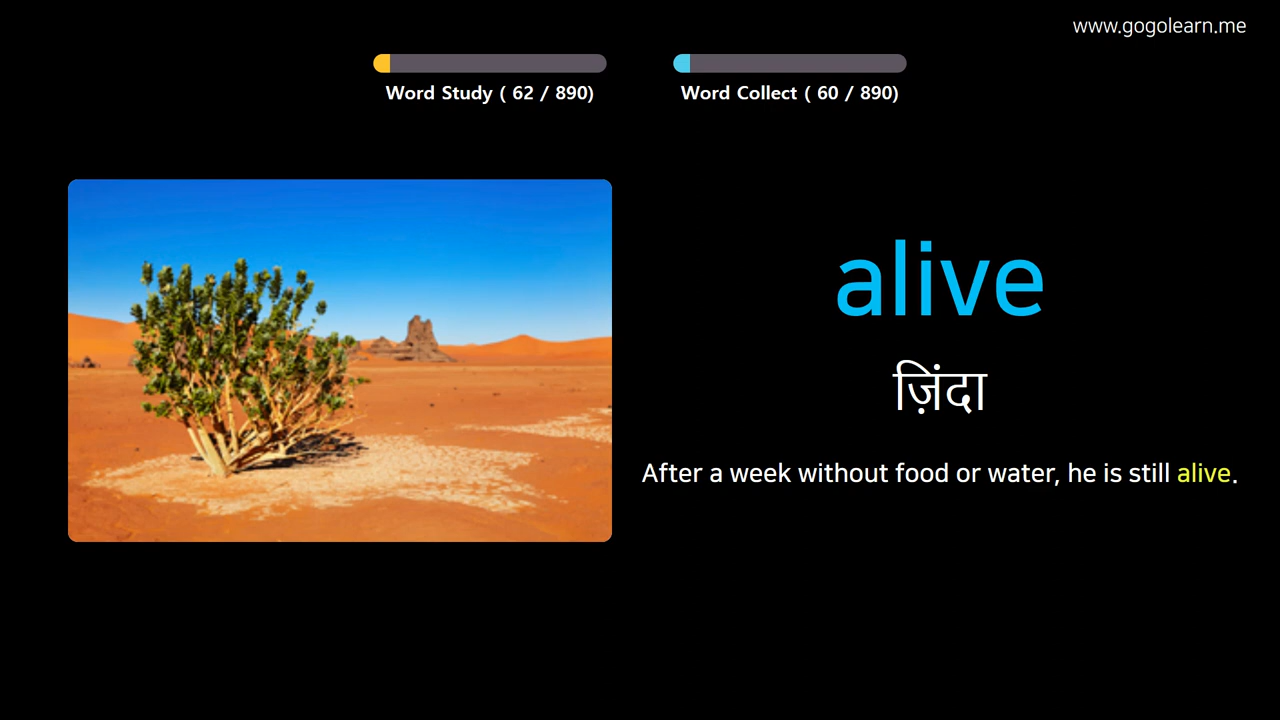 www.gogolearn.me
Word Study ( 62 / 890)
Word Collect ( 60 / 890)
alive
ज़िंदा
After a week without food or water, he is still alive.